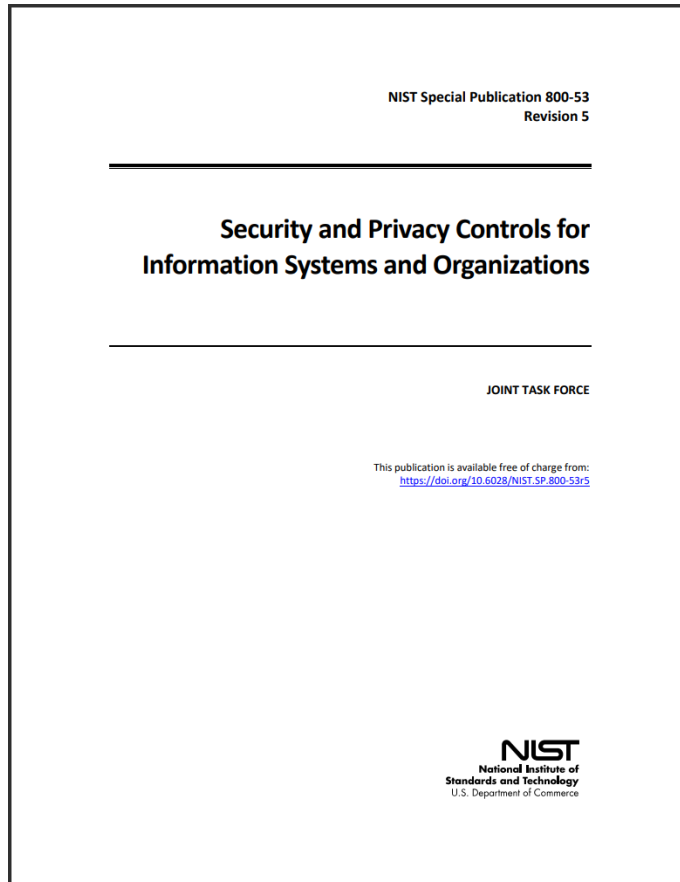 NIST Special Publication 800-53
Revision 5
Security and Privacy Controls for
Information Systems and Organizations
JOINT TASK FORCE
This publication is available free of charge from:
https://doi.org/10.6028/NIST.SP.800-53r5
NIST
National Institute of
Standards and Technology
U.S. Department of Commerce